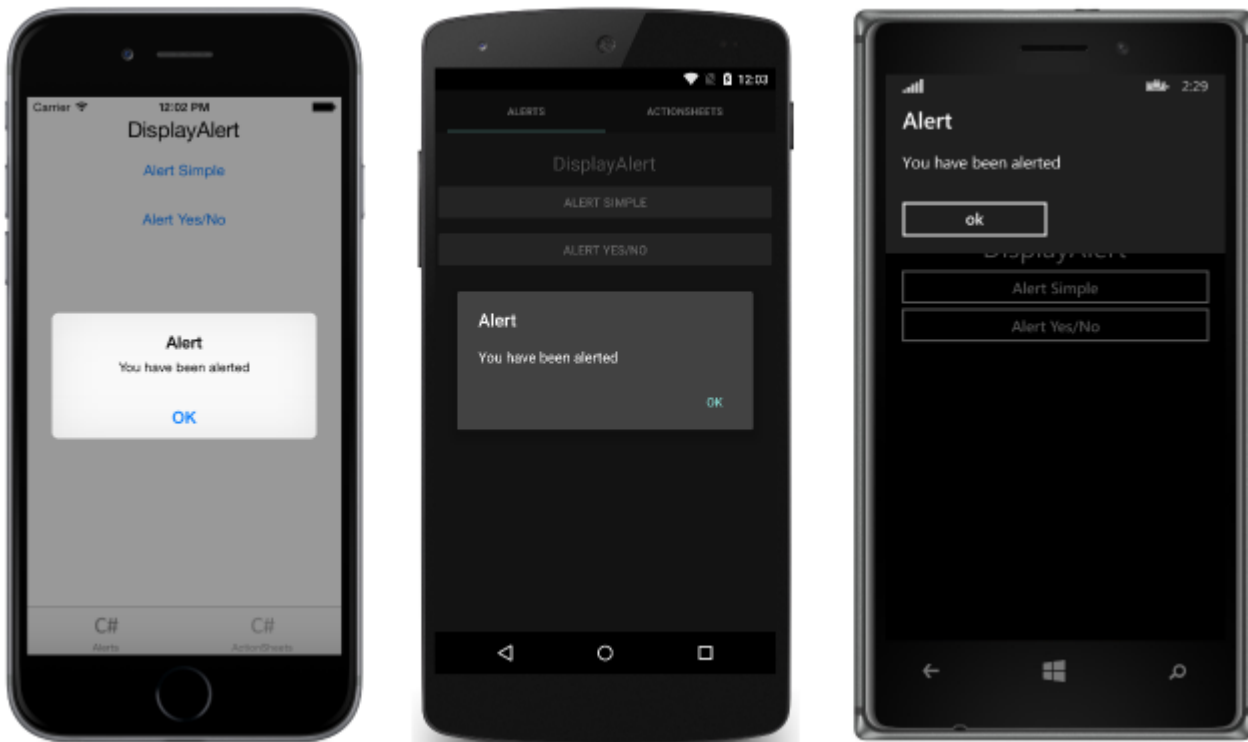 Carrier 12:02 PM
DisplayAlert
Alert Simple
Alert Yes/No
Alert
You have been alerted
OK
C# C#
Alerts ActionSheets
12:03
ALERTS ACTIONSHEETS
DisplayAlert
ALERT SIMPLE
ALERT YES/NO
Alert
You have been alerted
OK
2:29
Alert
You have been alerted
ok
DisplayAlert
Alert Simple
Alert Yes/No